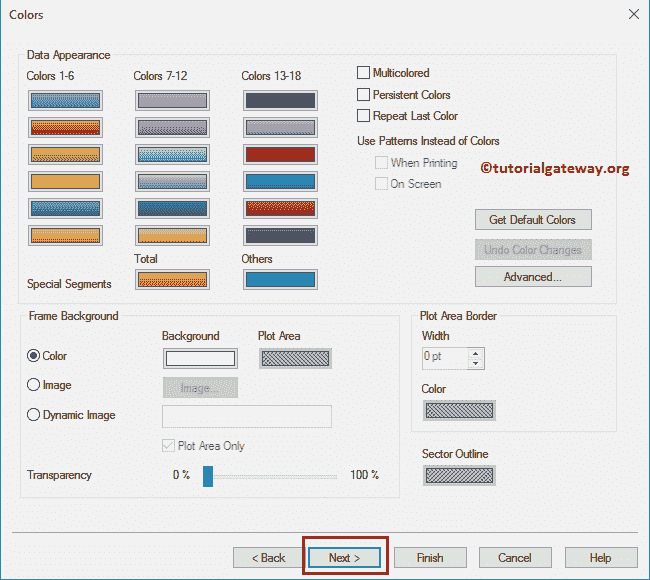 Colors
Data Appearance
Colors 1-6
Colors 7-12
Colors 13-18
Multicolored
Persistent Colors
Repeat Last Color
Use Patterns Instead of Colors
When Printing
On Screen
©tutorialgateway.org
Get Default Colors
Undo Color Changes
Advanced...
Total
Others
Special Segments
Frame Background
Background
Plot Area
Color
Image
Image...
Dynamic Image
Plot Area Only
Transparency
0 %
100 %
Plot Area Border
Width
0 pt
Color
Sector Outline
< Back
Next >
Finish
Cancel
Help